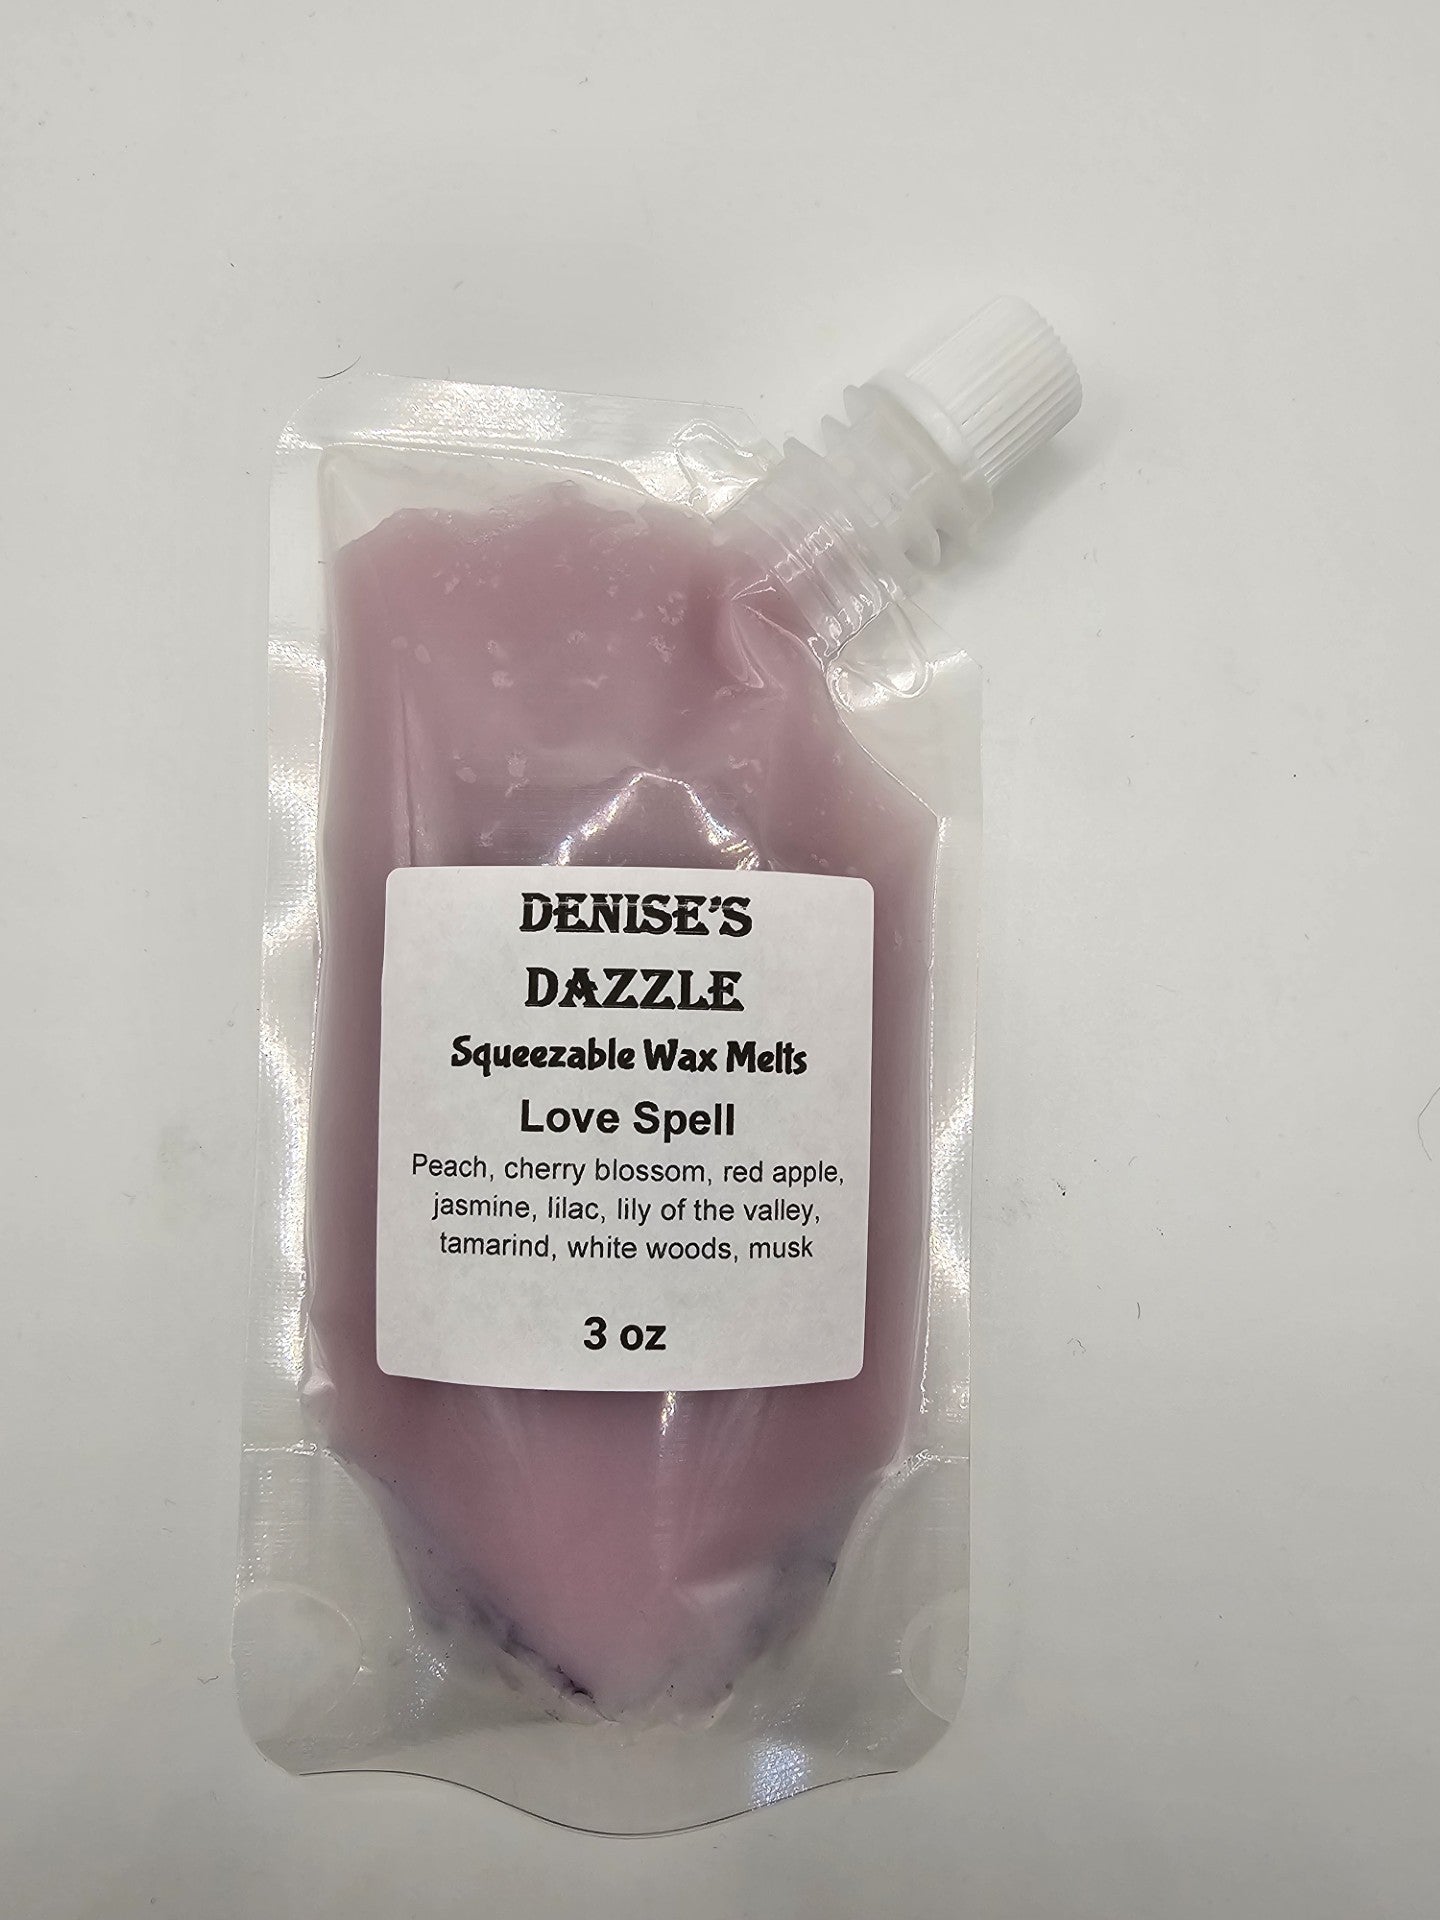 DENISE'S
DAZZLE
Squeezable Wax Melts
Love Spell
Peach, cherry blossom, red apple,
jasmine, lilac, lily of the valley,
tamarind, white woods, musk
3 oz